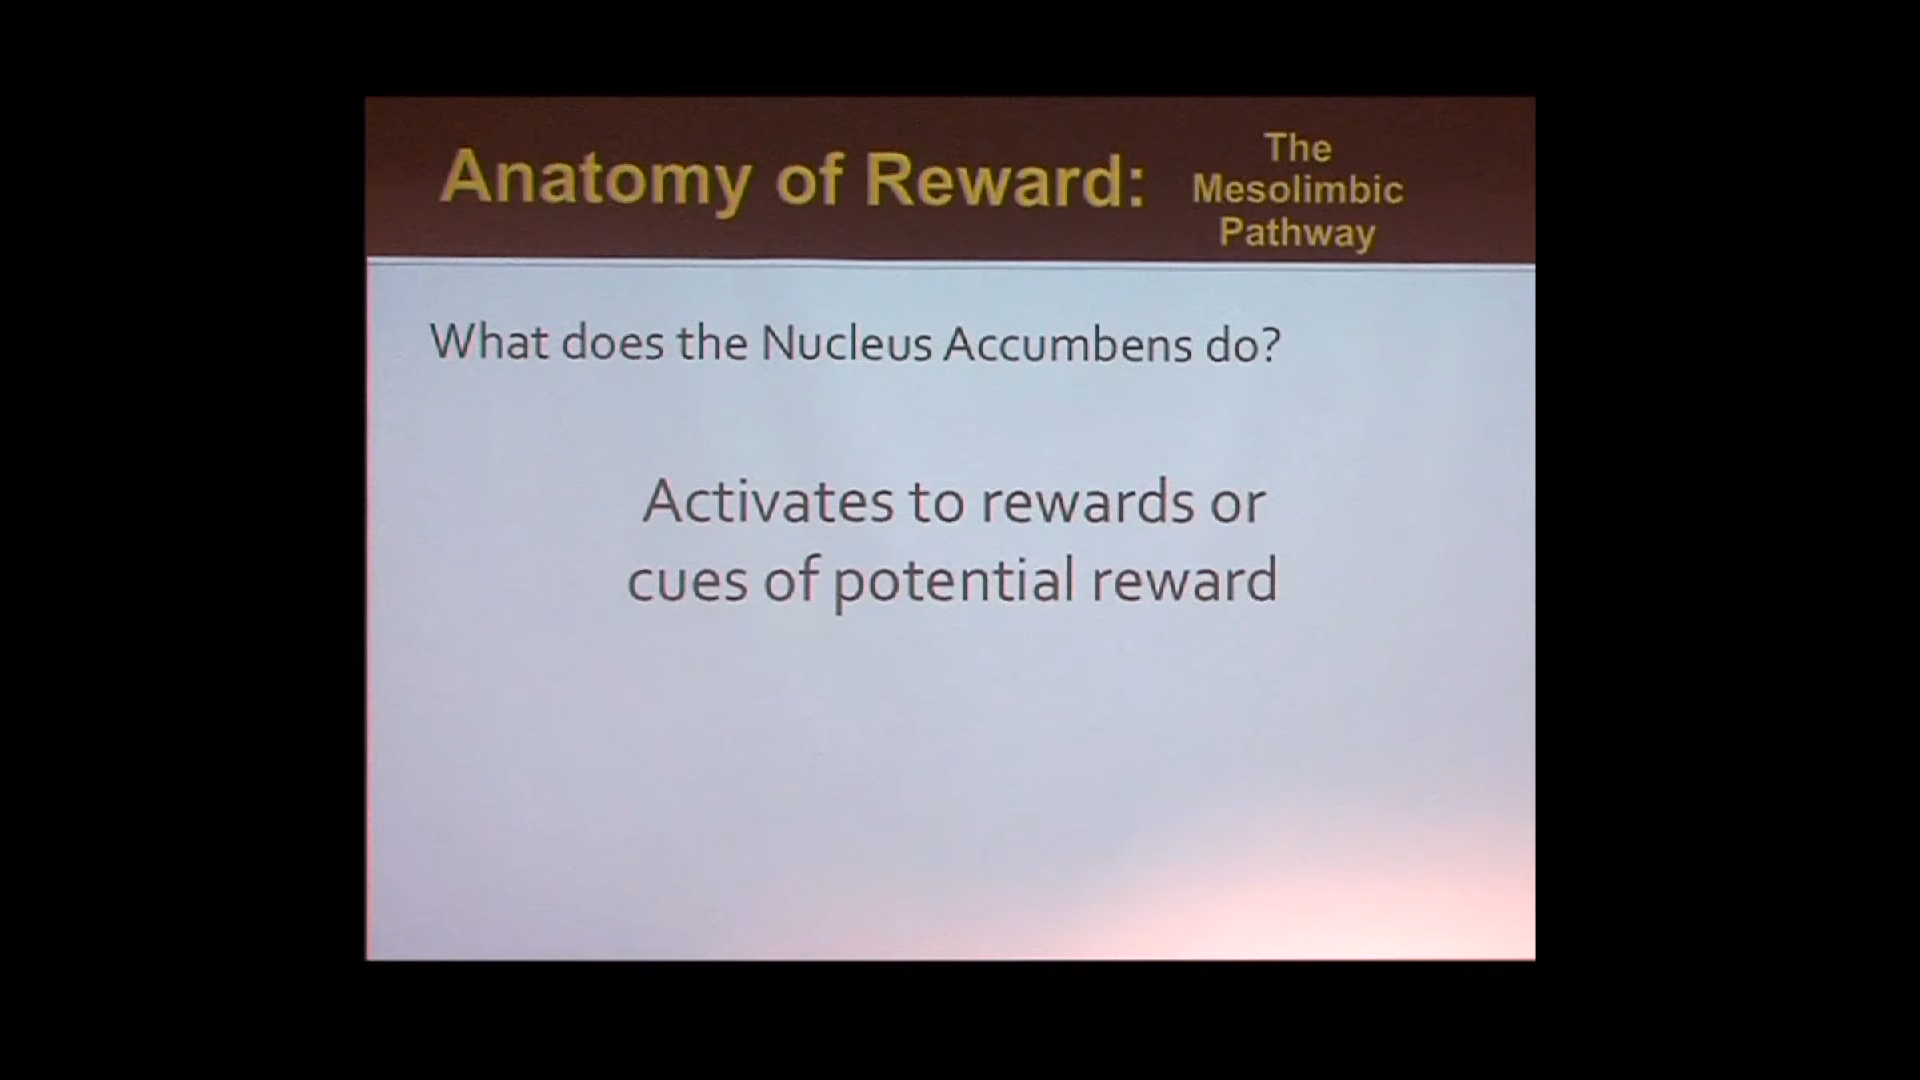 Anatomy of Reward:
The
Mesolimbic
Pathway
What does the Nucleus Accumbens do?
Activates to rewards or
cues of potential reward